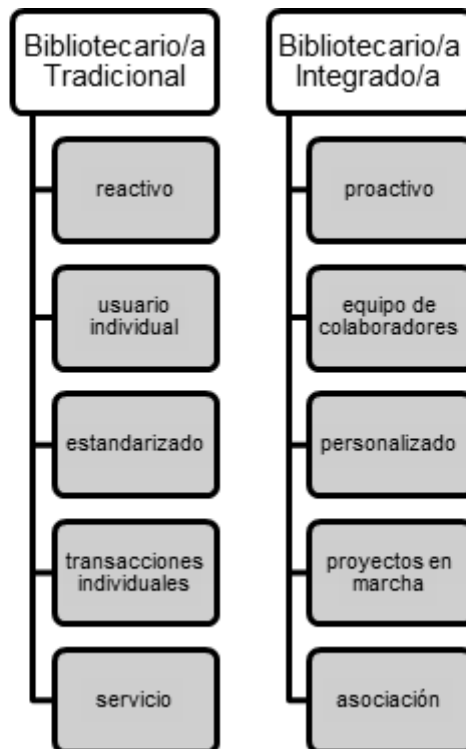 Bibliotecario/a
Tradicional
reactivo
usuario
individual
estandarizado
transacciones
individuales
servicio
Bibliotecario/a
Integrado/a
proactivo
equipo de
colaboradores
personalizado
proyectos en
marcha
asociación